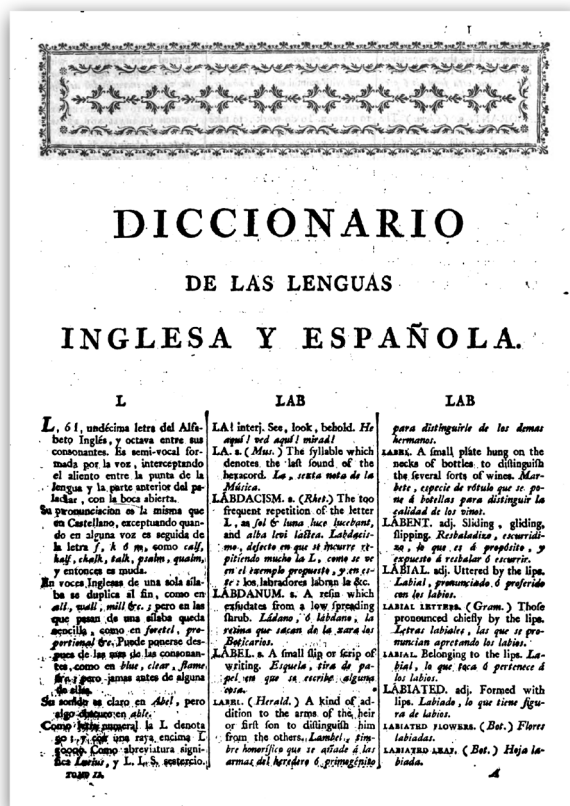 DICCIONARIO
DE LAS LENGUAS
INGLESA Y ESPAÑOLA.
L
L, ó l, undécima letra del Alfa-
beto Inglés, y octava entre sus
consonantes. Es semi-vocal for-
mada por la voz, interceptando
el aliento entre la punta de la
lengua y la parte anterior del pa-
ladar, con la boca abierta.
Su pronunciacion es la misma que
en Castellano, exceptuando quan-
do en alguna voz es seguida de
la letra f, k ó m, como calf,
half, chalk, talk, psalm, qualm,
y entonces es muda.
En voces Inglesas de una sola síla-
ba se duplica al fin, como en
all, wall, mill &c.; pero en las
que pasan de una sílaba queda
sencilla, como en foretel, pro-
portional &c. Puede ponerse des-
pues de las mas de las consonan-
tes, como en blue, clear, flame,
&c.; pero jamas antes de alguna
de ellas.
Su sonido es claro en Abel, pero
algo en able.
Como letra numeral la L denota
50; y con una raya encima L
50000. Como abreviatura signi-
fica Lucius, y L. L. S. sestercio.
TOMO II.
LAB
LA! interj. See, look, behold. He
aquí! ved aquí! mirad!
LA. s. (Mus.) The syllable which
denotes the last sound of the
hexacord. La, sexta nota de la
Música.
LÁBDACISM. s. (Rhet.) The too
frequent repetition of the letter
L, as sol & luna luce lucebant,
and alba levi láctea. Labdacis-
mo, defecto en que se incurre re-
pitiendo mucho la L, como se ve
en el exemplo propuesto, y en es-
te: los labradores labran la &c.
LÁBDANUM. s. A resin which
exsudates from a low spreading
shrub. Ládano, ó lábdano, la
resina que sacan de la xara los
Boticarios.
LÁBEL. s. A small slip or scrip of
writing. Esquela, tira de pa-
pel en que se escribe alguna
cosa.
LABEL. (Herald.) A kind of ad-
dition to the arms of the heir
or first son to distinguish him
from the others. Lambel, tim-
bre honorífico que se añade á las
armas del heredero ó primogénito
LAB
para distinguirle de los demas
hermanos.
LABEL. A small plate hung on the
necks of bottles to distinguish
the several forts of wines. Mar-
bete, especie de rótulo que se po-
ne á botellas para distinguir la
calidad de los vinos.
LÁBENT. adj. Sliding, gliding,
slipping. Resbaladizo, escurridi-
zo, lo que es á propósito, y
expuesto á resbalar ó escurrir.
LÁBIAL. adj. Uttered by the lips.
Labial, pronunciado ó proferido
con los labios.
LABIAL LETTERS. (Gram.) Those
pronounced chiefly by the lips.
Letras labiales, las que se pro-
nuncian apretando los labios.
LABIAL. Belonging to the lips. La-
bial, lo que toca ó pertenece á
los labios.
LABIATED. adj. Formed with
lips. Labiado, lo que tiene figu-
ra de labios.
LABIATED FLOWERS. (Bot.) Flores
labiadas.
LABIATED LEAF. (Bot.) Hoja la-
biada.
A